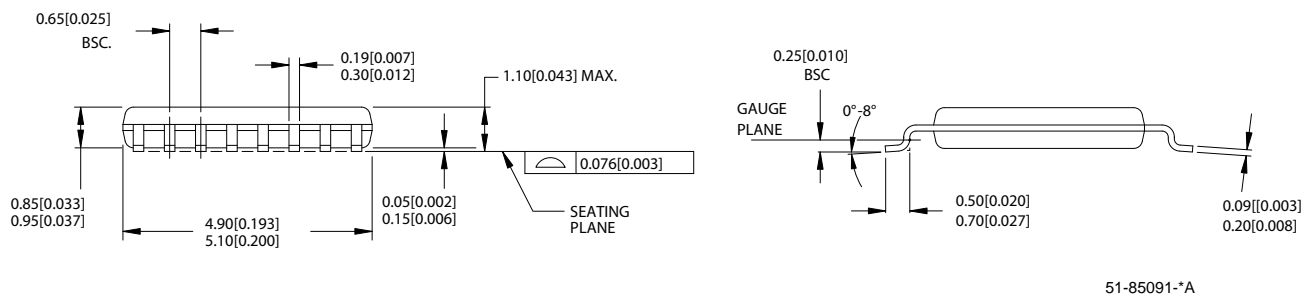 0.65[0.025]
BSC.
0.19[0.007]
0.30[0.012]
1.10[0.043] MAX.
0.85[0.033]
0.95[0.037]
4.90[0.193]
5.10[0.200]
0.05[0.002]
0.15[0.006]
0.076[0.003]
SEATING
PLANE
0.25[0.010]
BSC
GAUGE
PLANE
0°-8°
0.50[0.020]
0.70[0.027]
0.09[[0.003]
0.20[0.008]
51-85091-*A